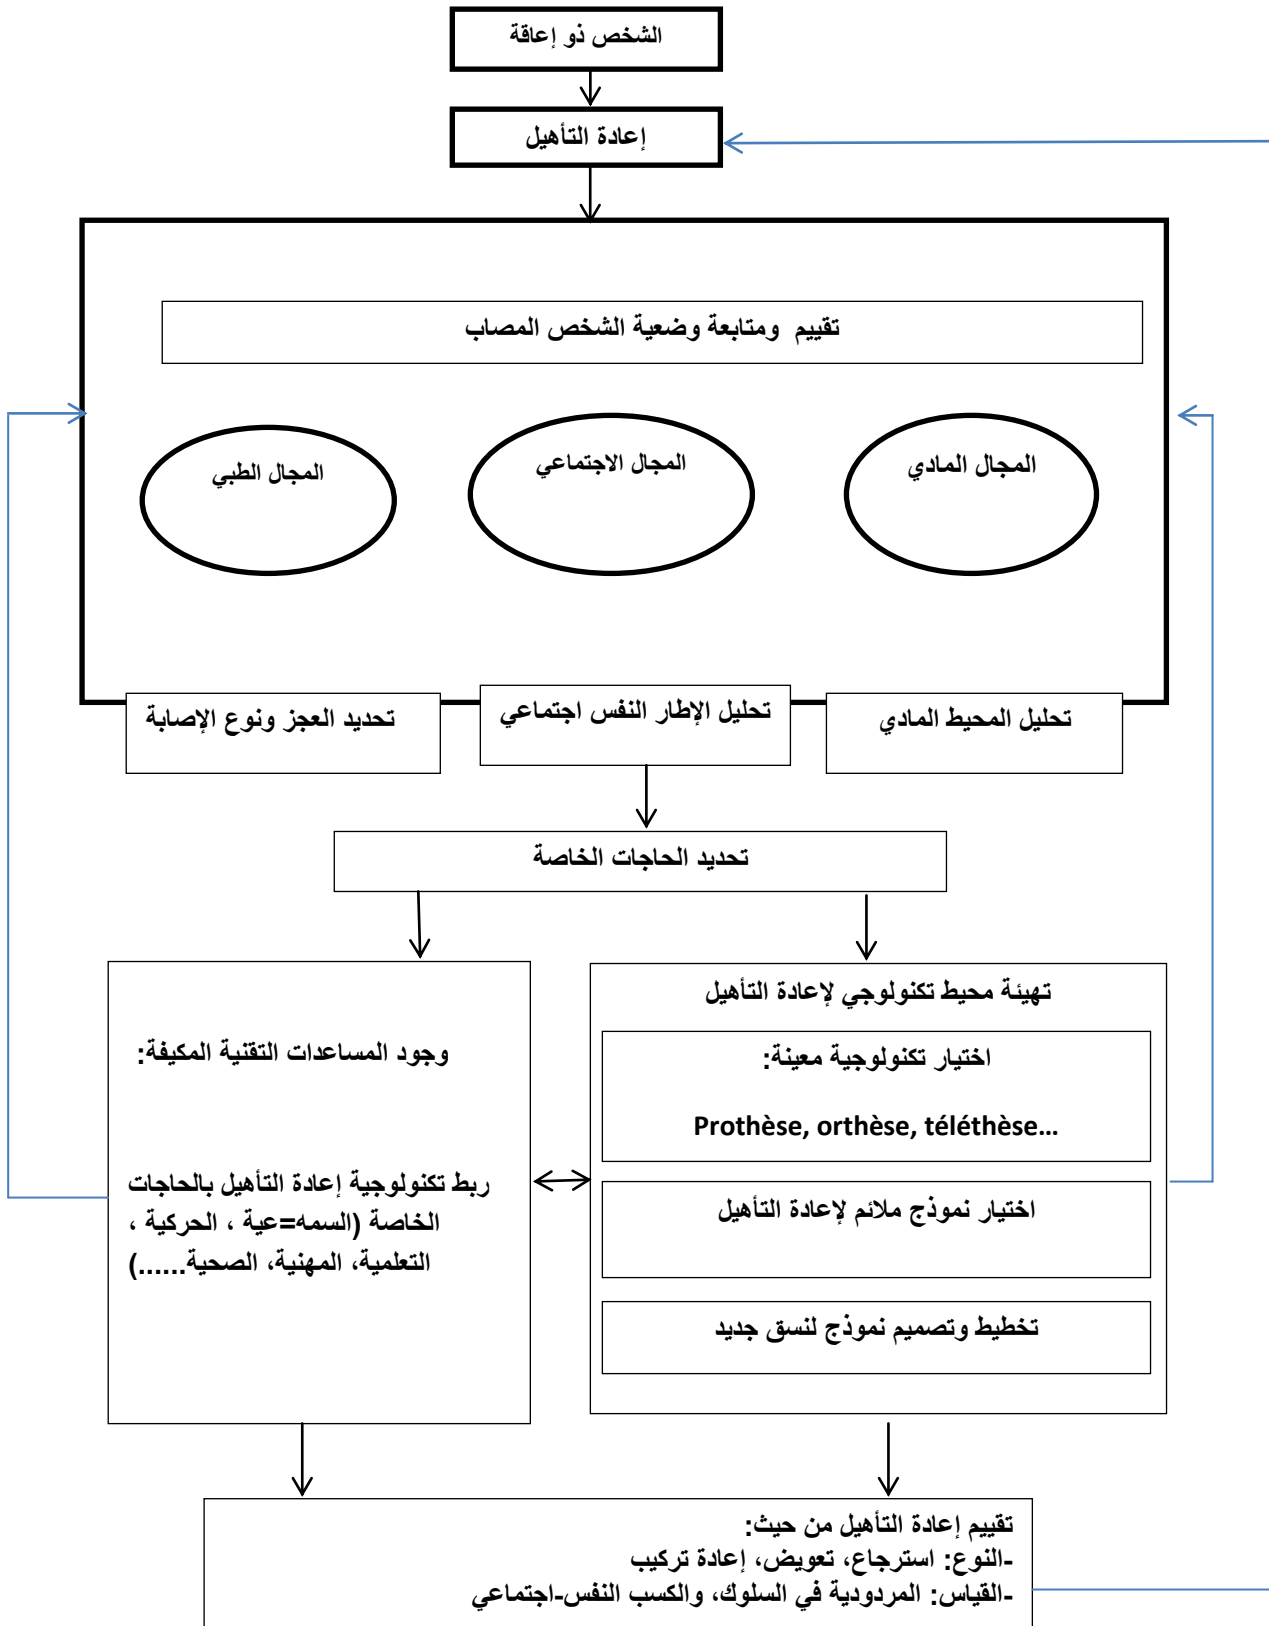 الشخص ذو إعاقة
إعادة التأهيل
تقييم ومتابعة وضعية الشخص المصاب
المجال المادي
المجال الاجتماعي
المجال الطبي
تحليل المحيط المادي
تحليل الإطار النفس اجتماعي
تحديد العجز ونوع الإصابة
تحديد الحاجات الخاصة
تهيئة محيط تكنولوجي لإعادة التأهيل
اختيار تكنولوجية معينة:
Prothèse, orthèse, téléthèse…
اختيار نموذج ملائم لإعادة التأهيل
تخطيط وتصميم نموذج لنسق جديد
وجود المساعدات التقنية المكيفة:
ربط تكنولوجية إعادة التأهيل بالحاجات
الخاصة (السمه=عية ، الحركية ،
التعلمية، المهنية، الصحية......)
تقييم إعادة التأهيل من حيث:
-النوع: استرجاع، تعويض، إعادة تركيب
-القياس: المردودية في السلوك، والكسب النفس-اجتماعي